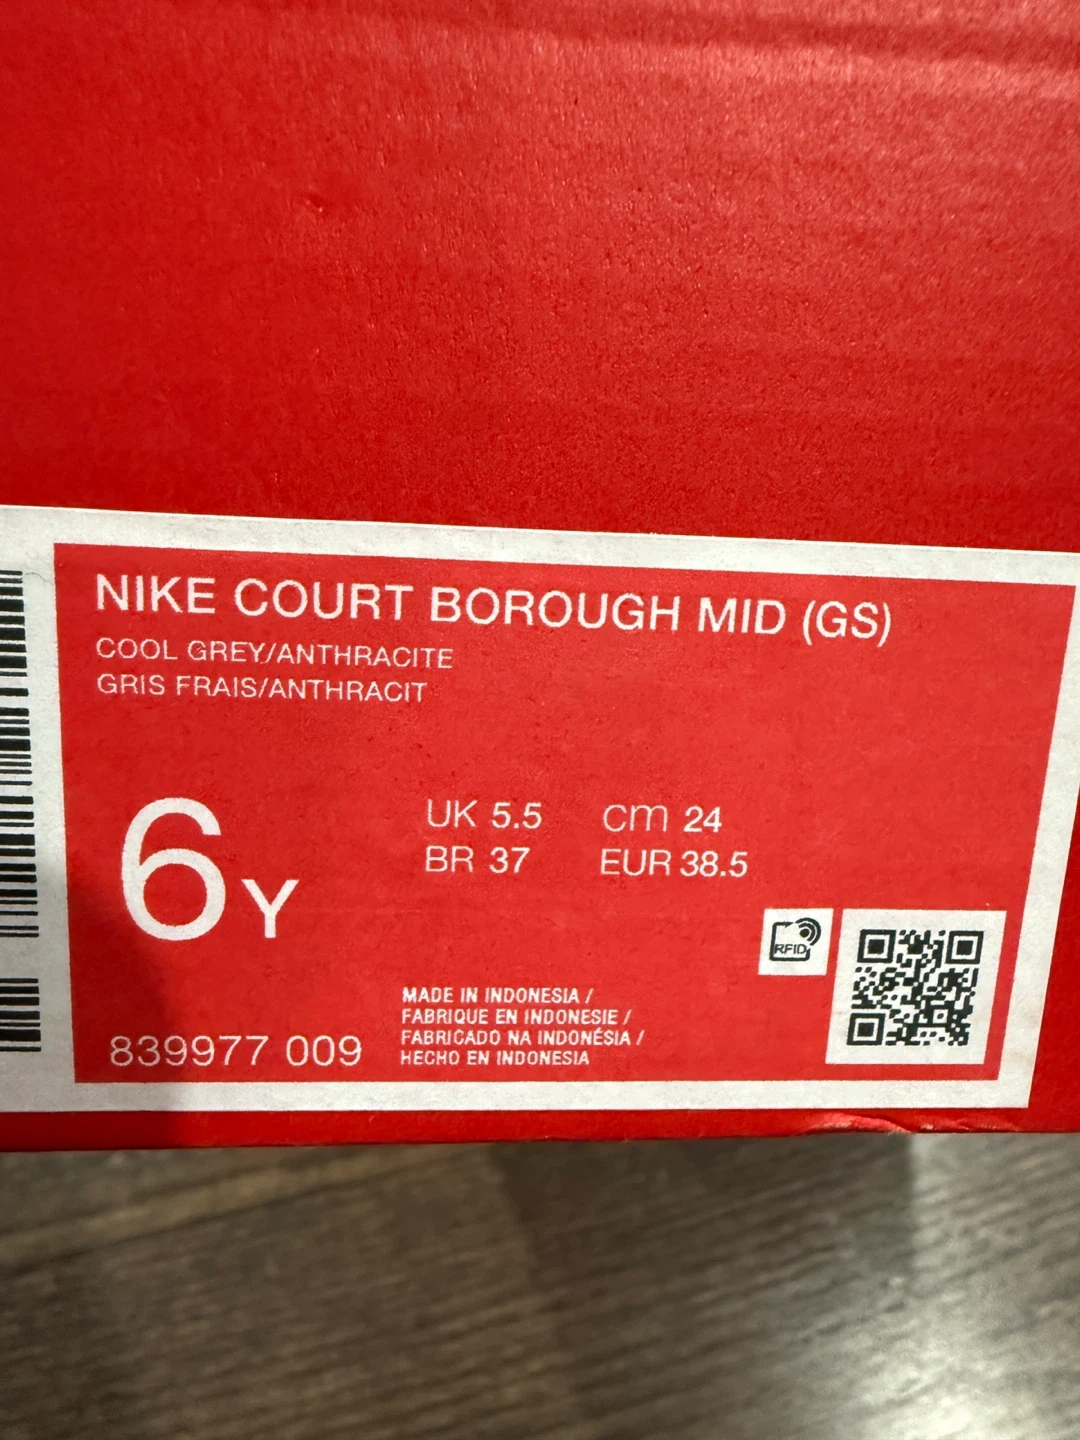 NIKE COURT BOROUGH MID (GS)
COOL GREY/ANTHRACITE
GRIS FRAIS/ANTHRACIT
6Y
UK 5.5 cm 24
BR 37 EUR 38.5
RFID
839977 009
MADE IN INDONESIA /
FABRIQUE EN INDONESIE /
FABRICADO NA INDONÉSIA /
HECHO EN INDONESIA